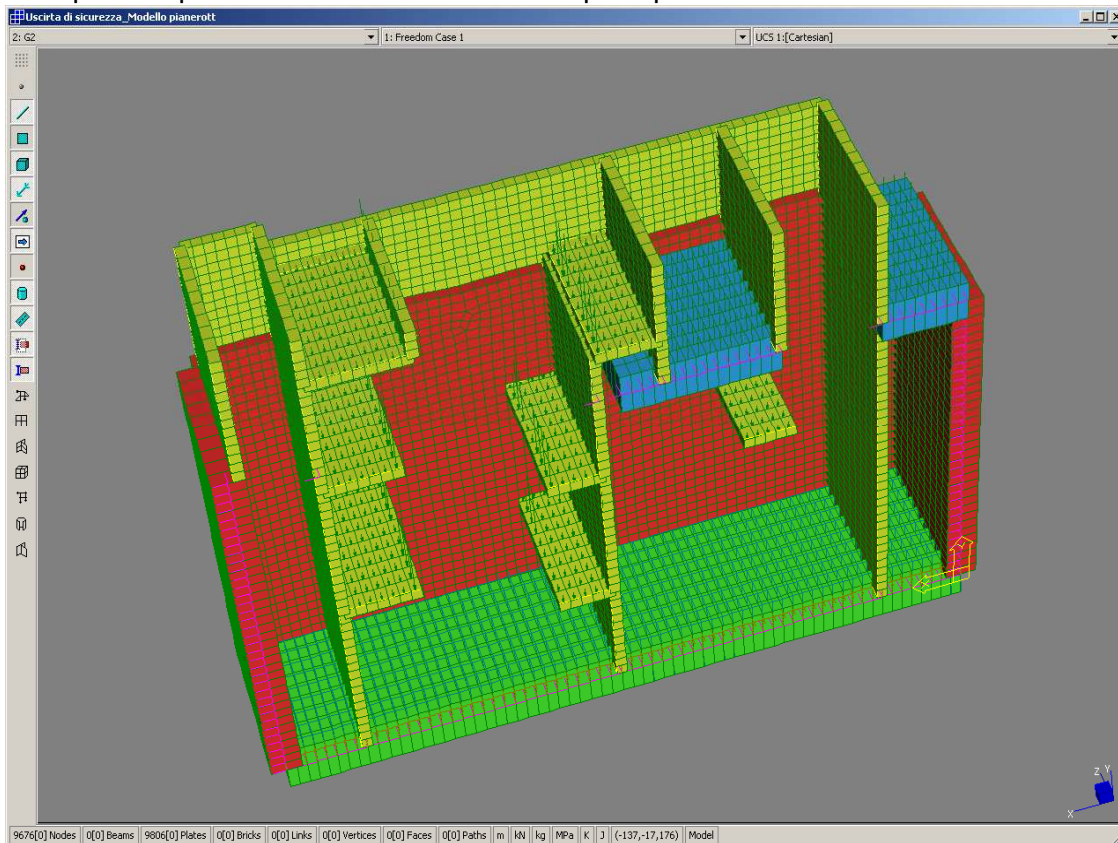 Uscirta di sicurezza_Modello pianerott
2: G2 1: Freedom Case 1 UCS 1:[Cartesian]
Z Y
X
9676[0] Nodes 0[0] Beams 9806[0] Plates 0[0] Bricks 0[0] Links 0[0] Vertices 0[0] Faces 0[0] Paths m kN kg MPa K J (-137,-17,176) Model